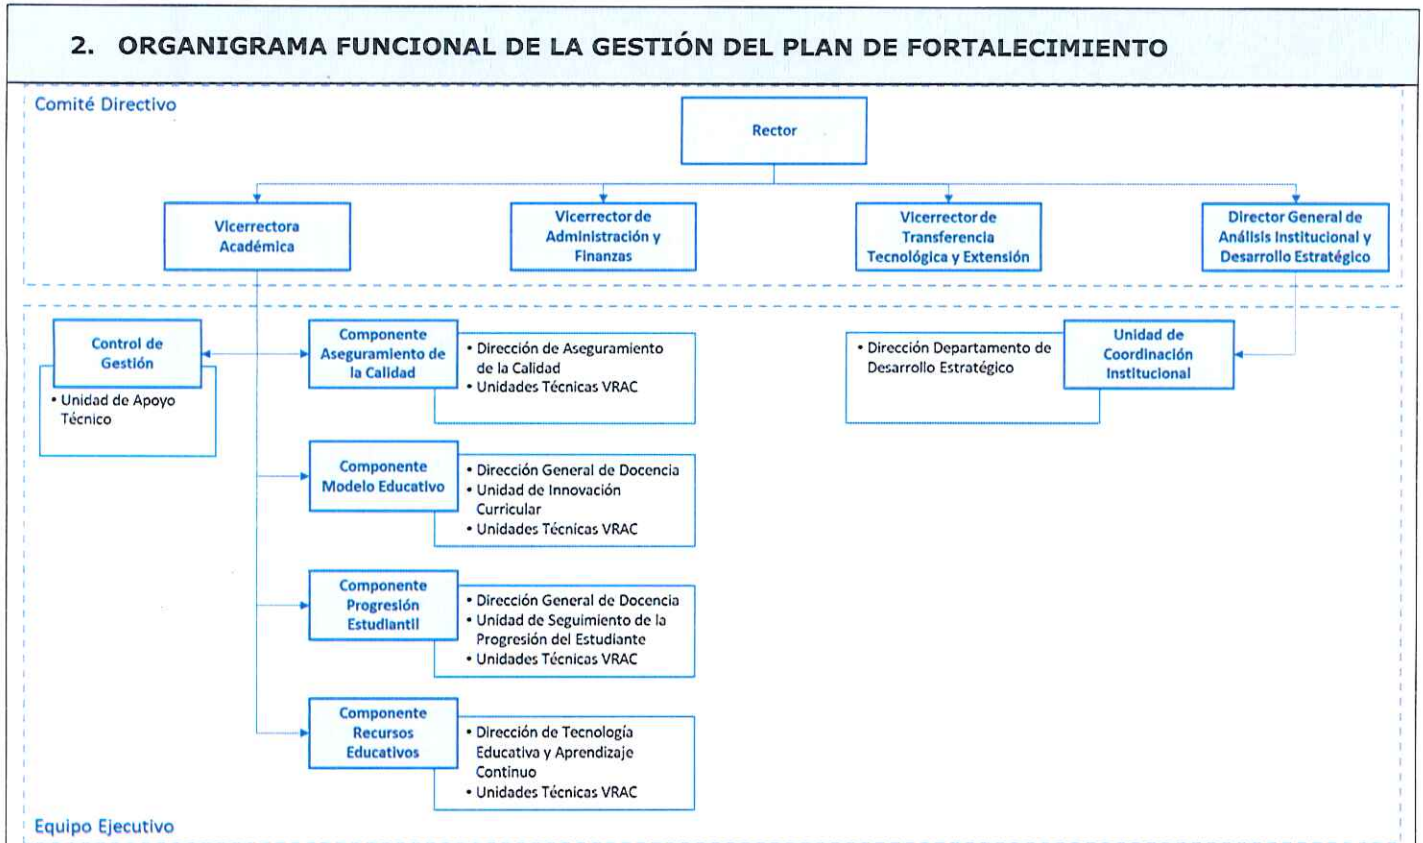 2. ORGANIGRAMA FUNCIONAL DE LA GESTIÓN DEL PLAN DE FORTALECIMIENTO
Comité Directivo
Rector
Vicerrectora
Académica
Vicerrector de
Administración y
Finanzas
Vicerrector de
Transferencia
Tecnológica y Extensión
Director General de
Análisis Institucional y
Desarrollo Estratégico
Control de
Gestión
• Unidad de Apoyo
Técnico
Componente
Aseguramiento de
la Calidad
• Dirección de Aseguramiento
de la Calidad
• Unidades Técnicas VRAC
• Dirección Departamento de
Desarrollo Estratégico
Unidad de
Coordinación
Institucional
Componente
Modelo Educativo
• Dirección General de Docencia
• Unidad de Innovación
Curricular
• Unidades Técnicas VRAC
Componente
Progresión
Estudiantil
• Dirección General de Docencia
• Unidad de Seguimiento de la
Progresión del Estudiante
• Unidades Técnicas VRAC
Componente
Recursos
Educativos
• Dirección de Tecnología
Educativa y Aprendizaje
Continuo
• Unidades Técnicas VRAC
Equipo Ejecutivo